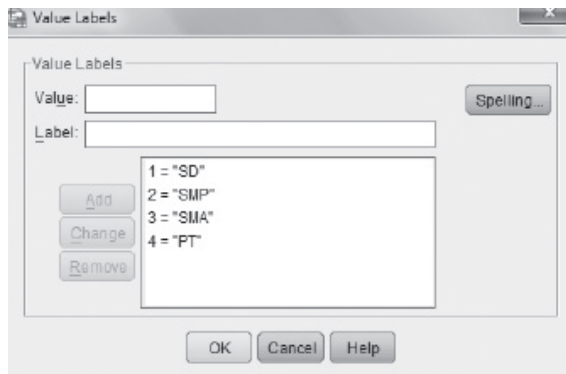 Value Labels
Value Labels
Value:
Spelling...
Label:
1 = "SD"
Add
2 = "SMP"
3 = "SMA"
Change
4 = "PT"
Remove
OK Cancel Help